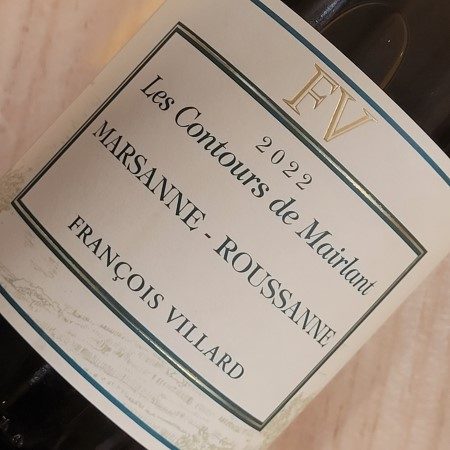 FV
2022
Les Contours de Mairlant
MARSANNE - ROUSSANNE
FRANÇOIS VILLARD